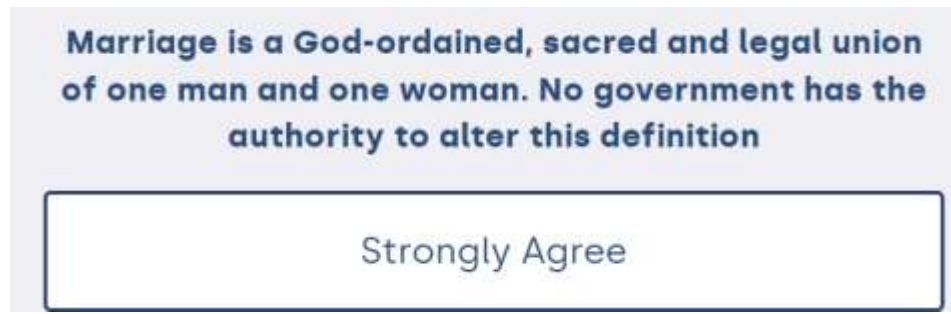 Marriage is a God-ordained, sacred and legal union
of one man and one woman. No government has the
authority to alter this definition
Strongly Agree